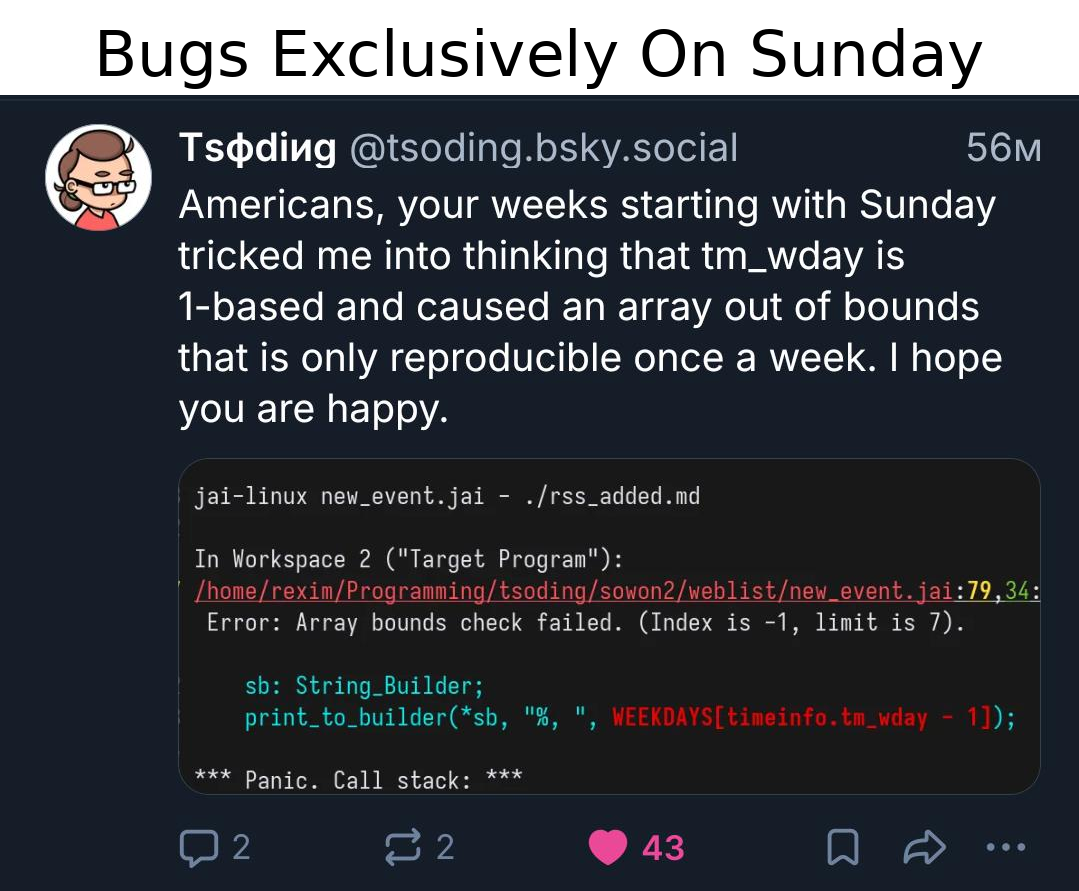 Bugs Exclusively On Sunday
Tsфdiиg @tsoding.bsky.social 56м
Americans, your weeks starting with Sunday
tricked me into thinking that tm_wday is
1-based and caused an array out of bounds
that is only reproducible once a week. I hope
you are happy.
jai-linux new_event.jai - ./rss_added.md
In Workspace 2 ("Target Program"):
/home/rexim/Programming/tsoding/sowon2/weblist/new_event.jai:79,34:
Error: Array bounds check failed. (Index is -1, limit is 7).
sb: String_Builder;
print_to_builder(*sb, "%, ", WEEKDAYS[timeinfo.tm_wday - 1]);
*** Panic. Call stack: ***
2 2 43